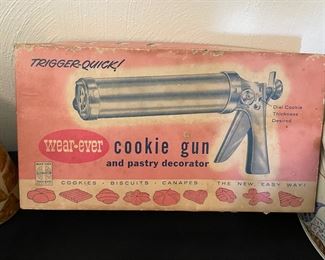 TRIGGER-QUICK!
Dial Cookie
Thickness
Desired
wear-ever cookie gun
and pastry decorator
COOKIES • BISCUITS • CANAPES • THE NEW, EASY WAY!